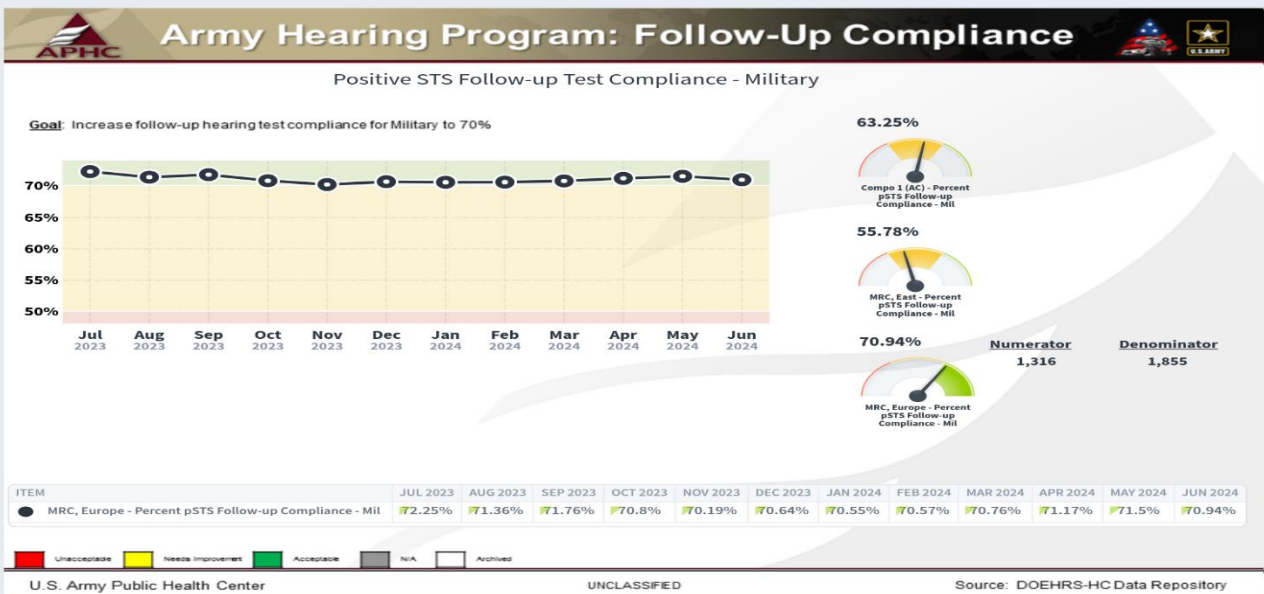 APHC
Army Hearing Program: Follow-Up Compliance
U.S.ARMY
Positive STS Follow-up Test Compliance - Military
Goal: Increase follow-up hearing test compliance for Military to 70%
70%
65%
60%
55%
50%
Jul Aug Sep Oct Nov Dec Jan Feb Mar Apr May Jun
2023 2023 2023 2023 2023 2023 2024 2024 2024 2024 2024 2024
63.25%
Compo 1 (AC) - Percent
pSTS Follow-up
Compliance - Mil
55.78%
MRC, East - Percent
pSTS Follow-up
Compliance - Mil
70.94%
MRC, Europe - Percent
pSTS Follow-up
Compliance - Mil
Numerator Denominator
1,316 1,855
ITEM JUL 2023 AUG 2023 SEP 2023 OCT 2023 NOV 2023 DEC 2023 JAN 2024 FEB 2024 MAR 2024 APR 2024 MAY 2024 JUN 2024
MRC, Europe - Percent pSTS Follow-up Compliance - Mil 72.25% 71.36% 71.76% 70.8% 70.19% 70.64% 70.55% 70.57% 70.76% 71.17% 71.5% 70.94%
Unacceptable Needs Improvement Acceptable N/A Archived
U.S. Army Public Health Center UNCLASSIFIED Source: DOEHRS-HC Data Repository